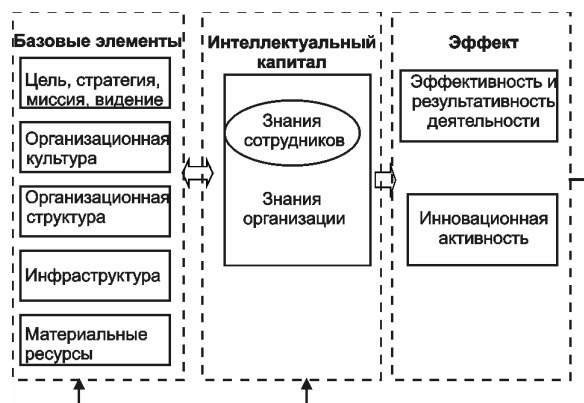 Базовые элементы
Цель, стратегия,
миссия, видение
Организационная
культура
Организационная
структура
Инфраструктура
Материальные
ресурсы
Интеллектуальный
капитал
Знания
сотрудников
Знания
организации
Эффект
Эффективность и
результативность
деятельности
Инновационная
активность